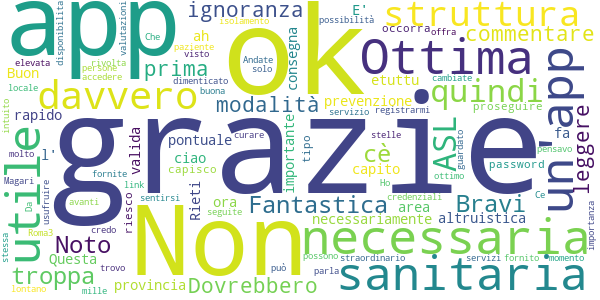 app
ok
grazie
Non
ignoranza
E'
possibilità
struttura
isolamento
disponibilita
valutazioni
Che
ah
paziente
occorra
commentare
elevata
rivolta
persone
accedere
visto
offra
Buon
prima
Andate
solo
consegna
Ottima
etuttu
cambiate
quindi
un'app
locale
davvero
dimenticato
buona
modalità
prevenzione
proseguire
rapido
pontuale
servizio
registrarmi
fa
leggere
intuito
utile
l'
valida
ciao
capisco
curare
importante
tipo
stelle
cè
capito
guardato
ASL
password
pensavo
molto
Magari
fornite
link
sentirsi
Rieti
Ho
ottimo
credenziali
Da
usufruire
avanti
riesco
ora
seguite
Fantastica
area
Bravi
altruistica
Ce
importanza
stessa
Roma3
credo
Noto
necessariamente
necessaria
Questa
trovo
può
possono
straordinario
servizi
fornito
momento
troppa
provincia
parla
sanitaria
lontano
mille
Dovrebbero